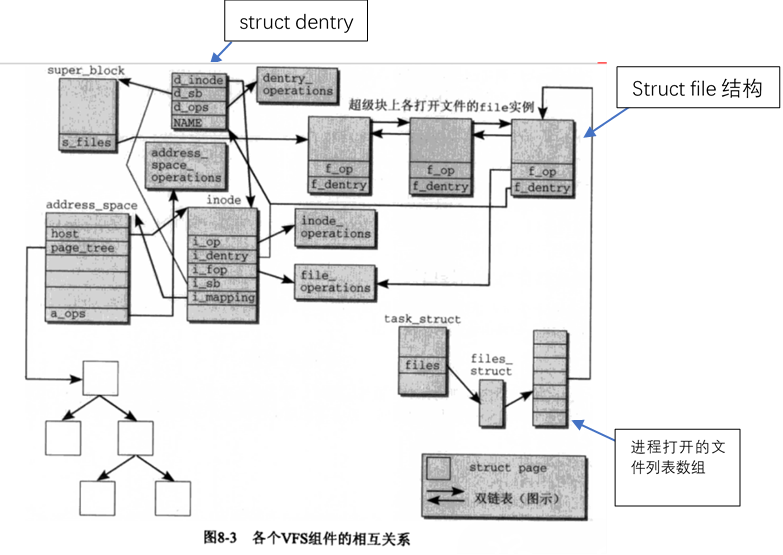 struct dentry
super_block
s_files
d_inode
d_sb
d_ops
NAME
dentry_
operations
超级块上各打开文件的file实例
Struct file 结构
f_op
f_dentry
f_op
f_dentry
f_op
f_dentry
address_
space_
operations
address_space
host
page_tree
a_ops
inode
i_op
i_dentry
i_fop
i_sb
i_mapping
inode_
operations
file_
operations
task_struct
files
files_
struct
进程打开的文
件列表数组
struct page
双链表（图示）
图8-3 各个VFS组件的相互关系